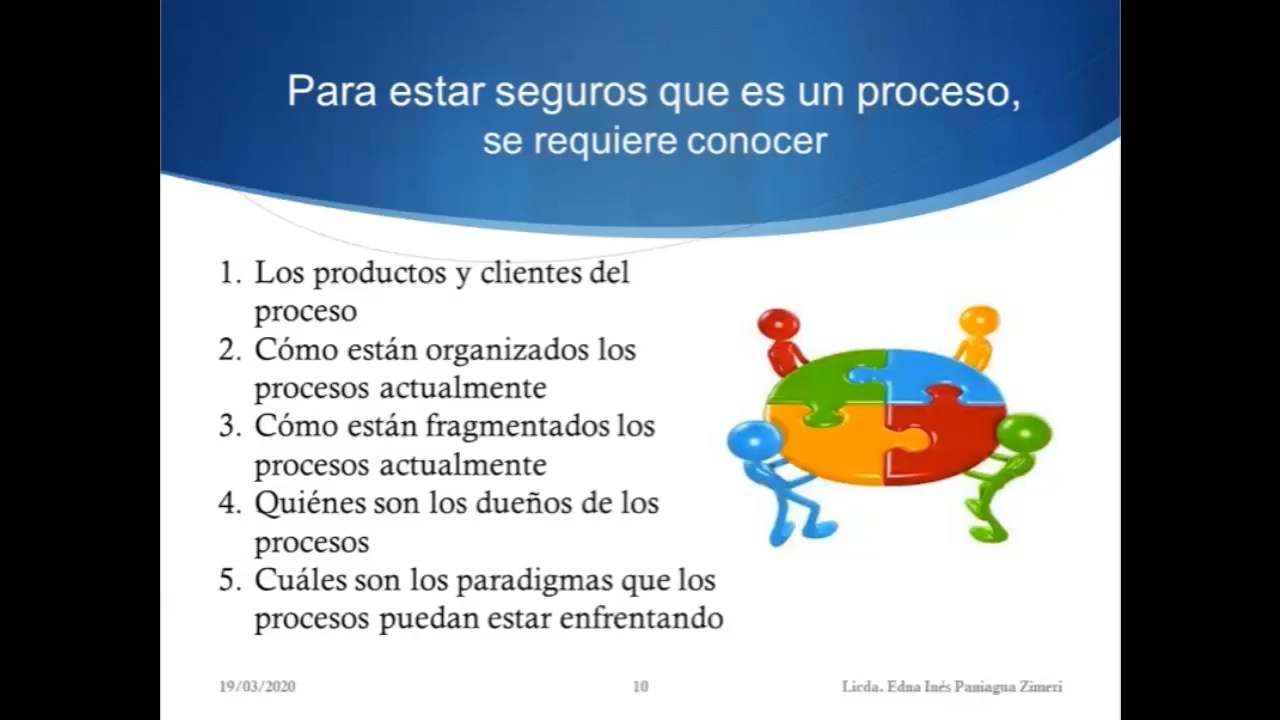 Para estar seguros que es un proceso,
se requiere conocer
1. Los productos y clientes del
proceso
2. Cómo están organizados los
procesos actualmente
3. Cómo están fragmentados los
procesos actualmente
4. Quiénes son los dueños de los
procesos
5. Cuáles son los paradigmas que los
procesos puedan estar enfrentando
19/03/2020
10
Licda. Edna Inés Paniagua Zimeri